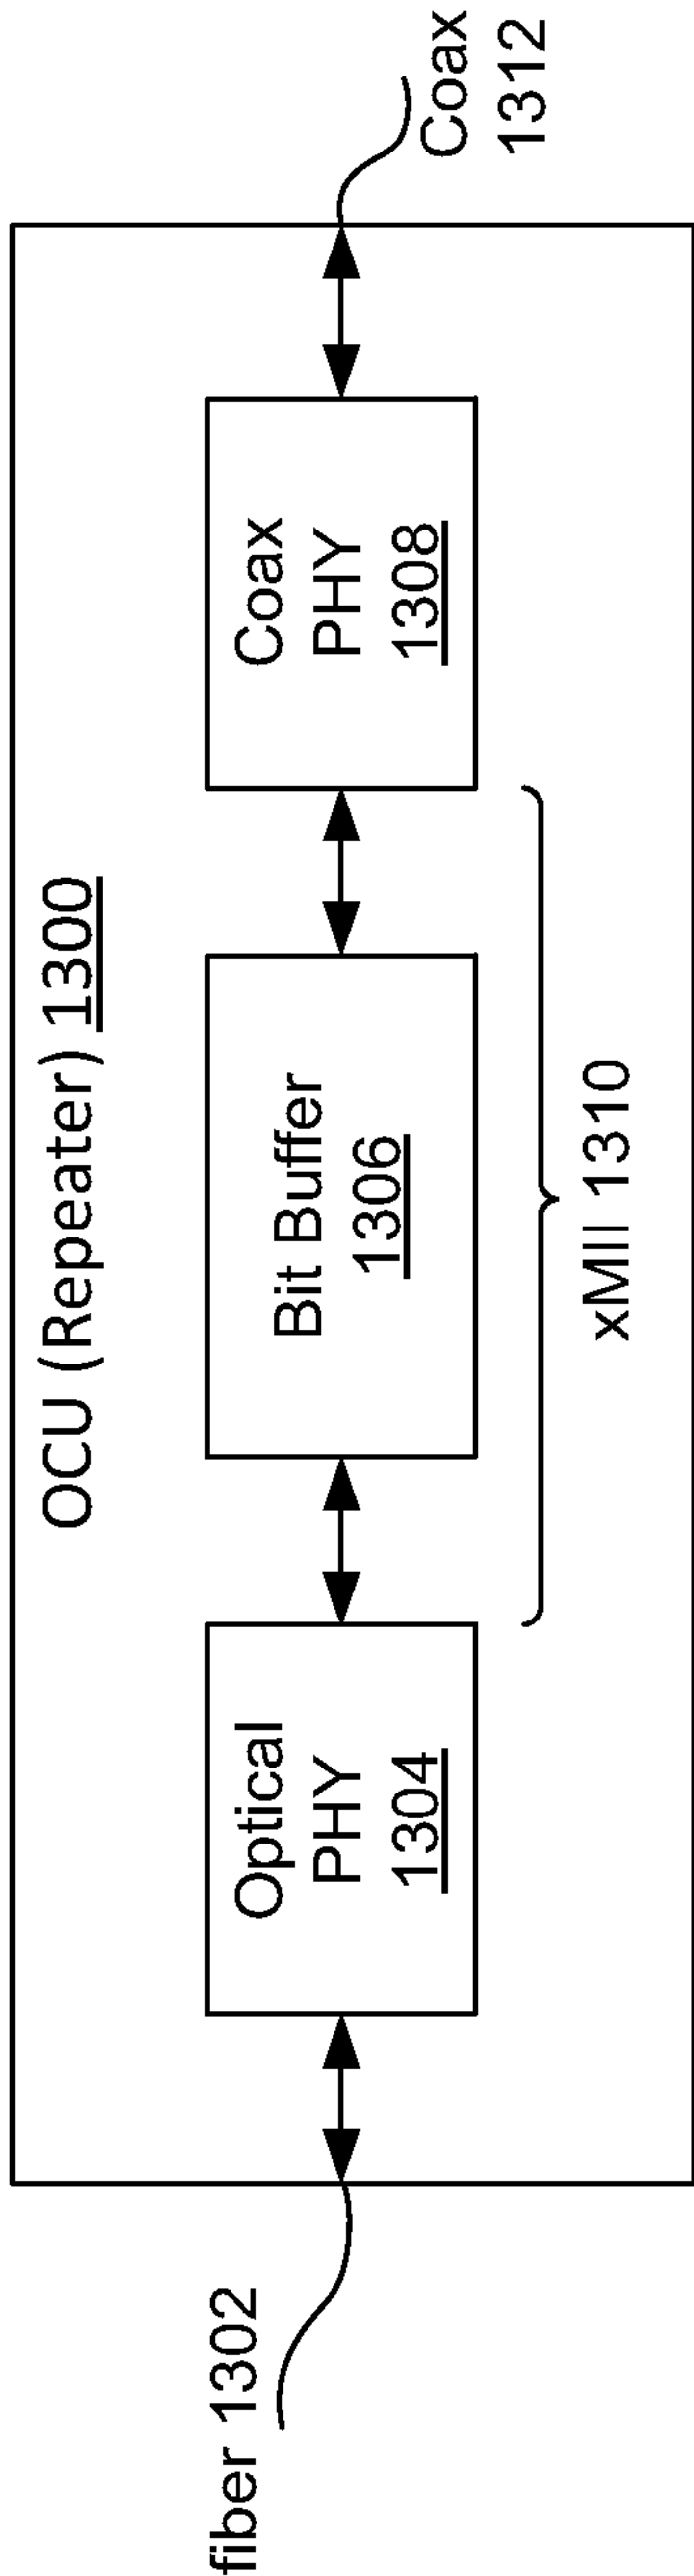 OCU (Repeater) 1300
fiber 1302
Optical
PHY
1304
Bit Buffer
1306
Coax
PHY
1308
Coax
1312
xMII 1310